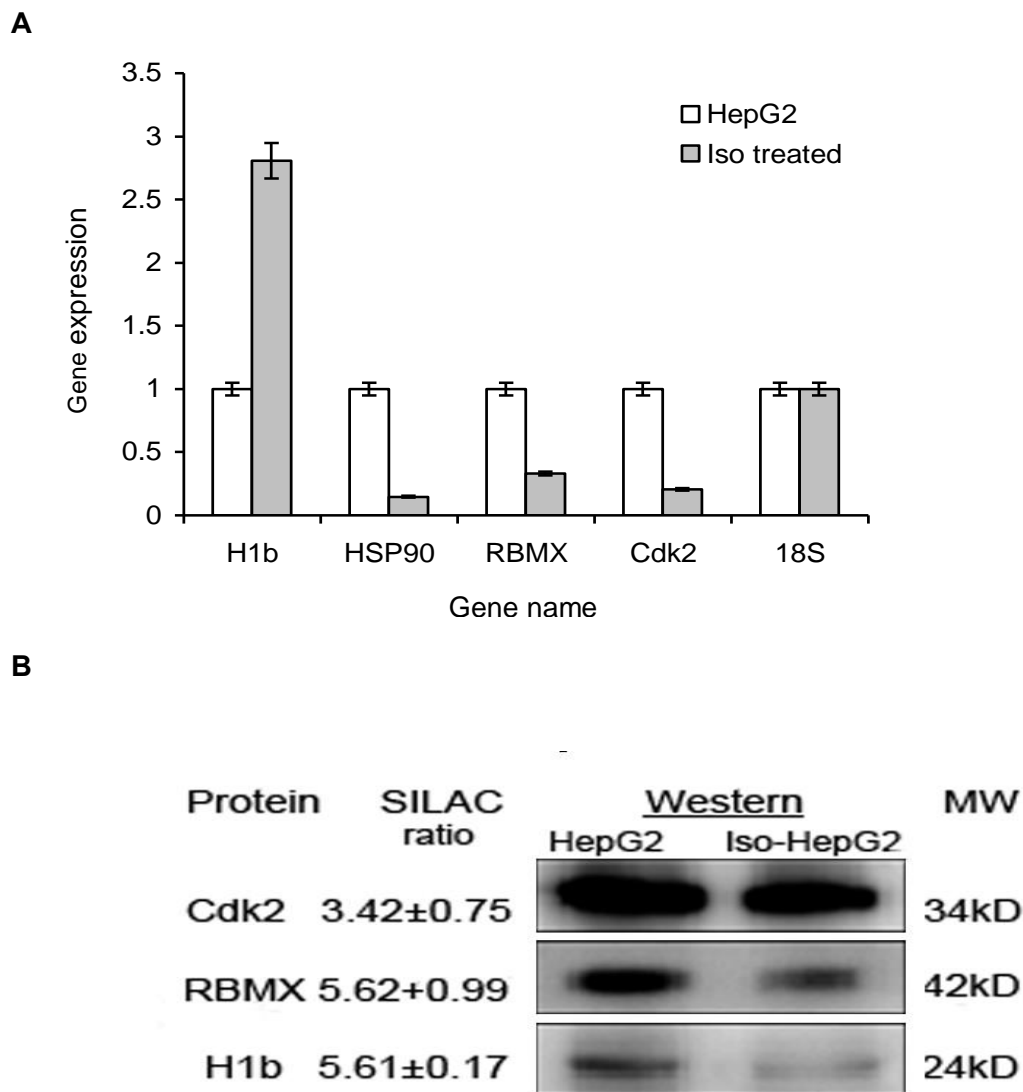 A
3.5
3
2.5
2
1.5
1
0.5
0
Gene expression
HepG2
Iso treated
H1b HSP90 RBMX Cdk2 18S
Gene name
B
Protein SILAC ratio Western MW
HepG2 Iso-HepG2
Cdk2 3.42±0.75 34kD
RBMX 5.62+0.99 42kD
H1b 5.61±0.17 24kD